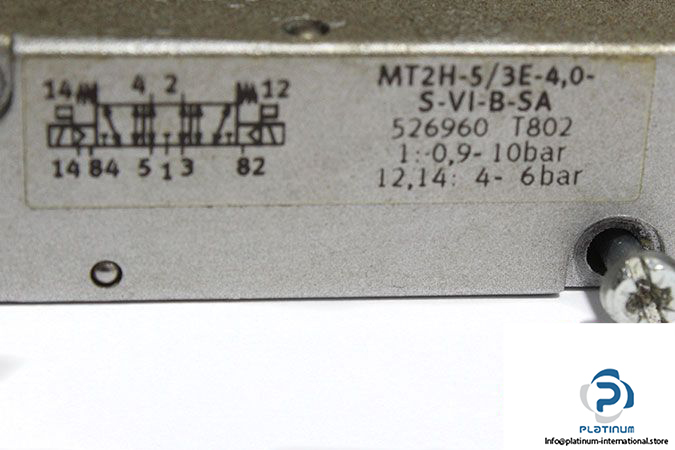 14 4 2 12
14 84 5 1 3 82
MT2H-5/3E-4,0-
S-VI-B-SA
526960 T802
1:-0,9-10bar
12,14: 4- 6bar
PLATINUM
Info@platinum-international.store